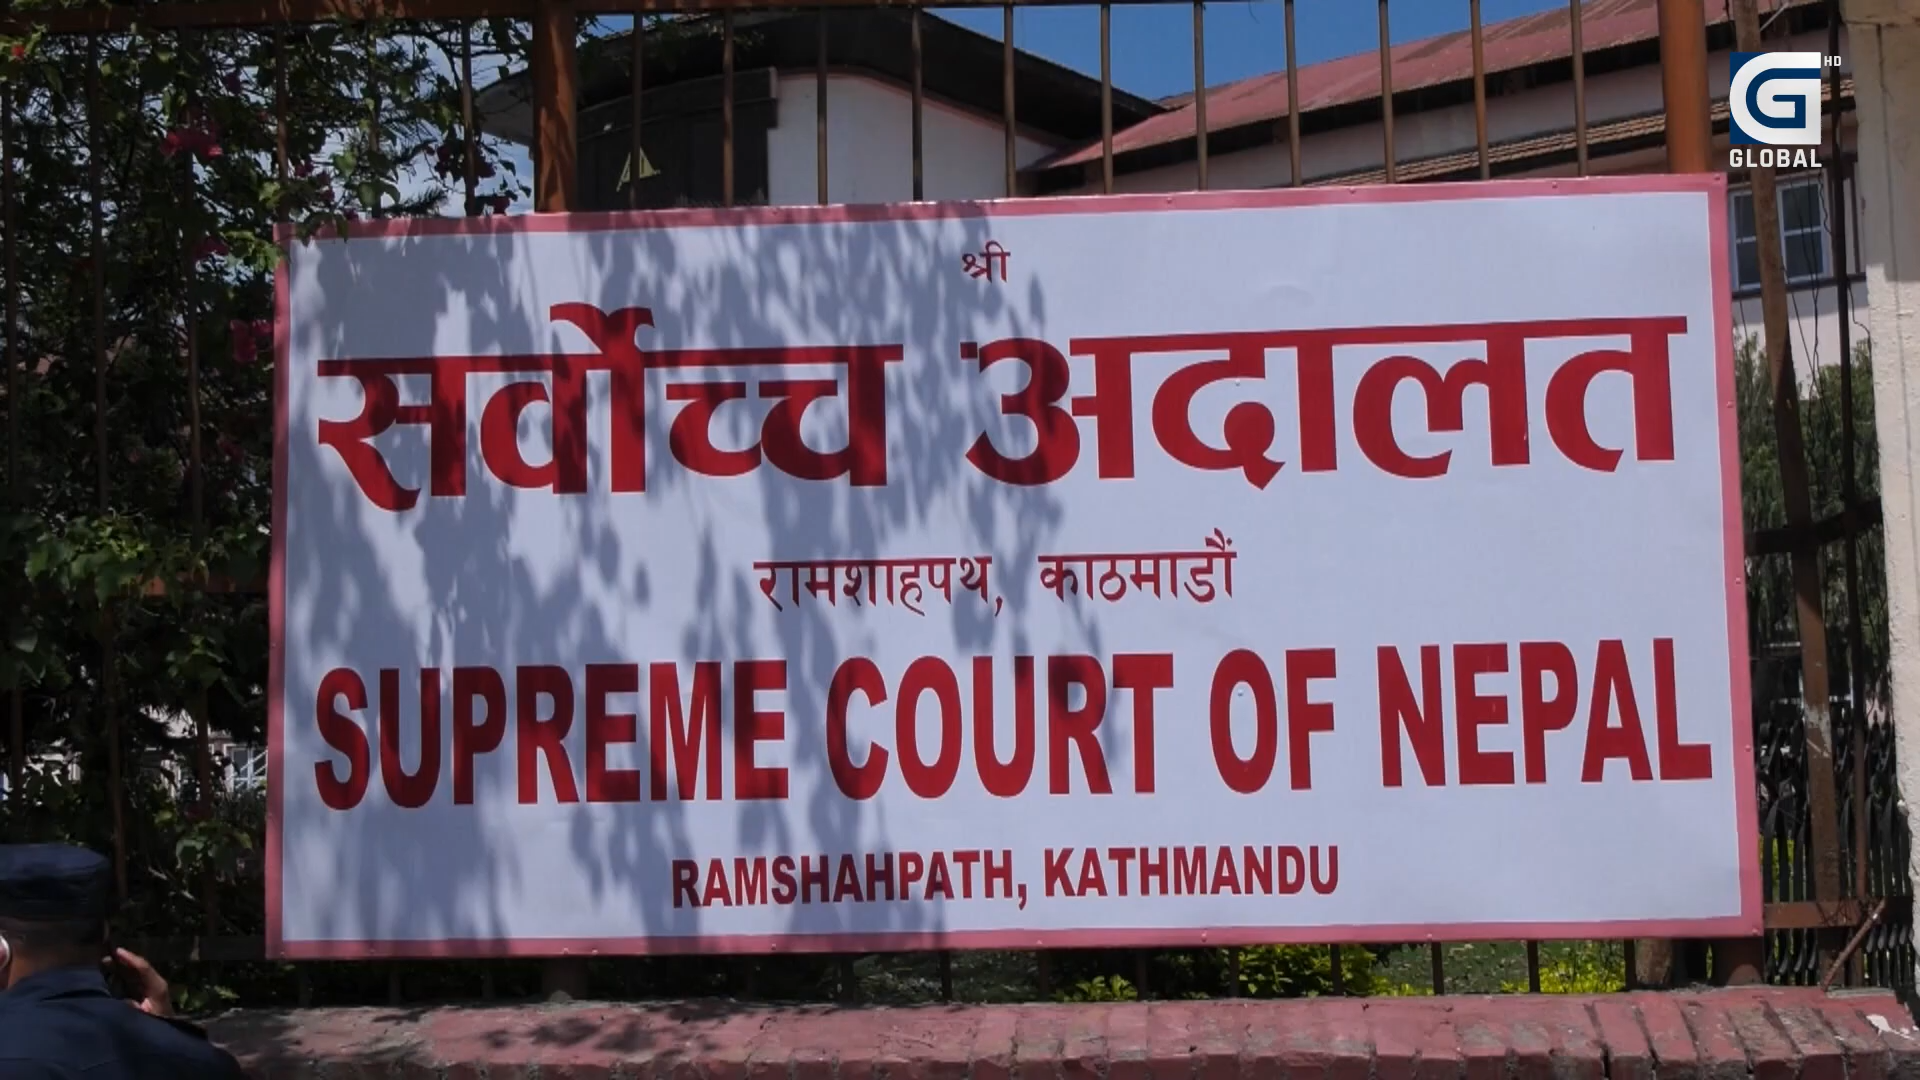 HD
GLOBAL
श्री
सर्वोच्च अदालत
रामशाहपथ, काठमाडौं
SUPREME COURT OF NEPAL
RAMSHAHPATH, KATHMANDU